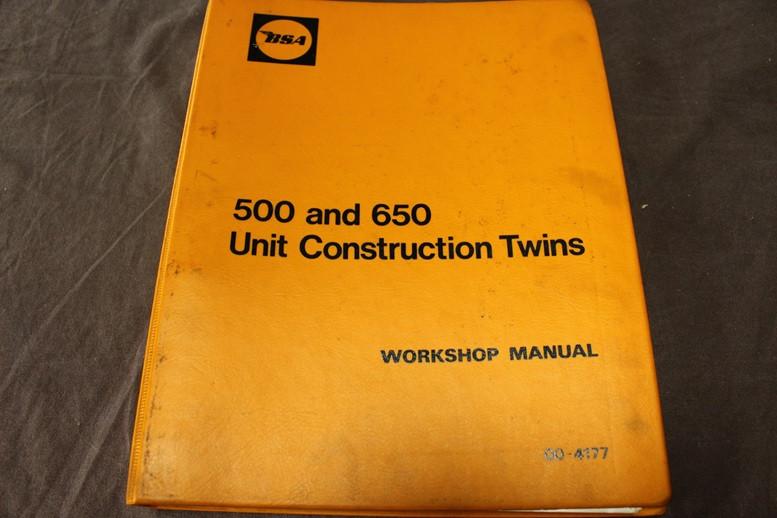 BSA
500 and 650
Unit Construction Twins
WORKSHOP MANUAL
00-4177